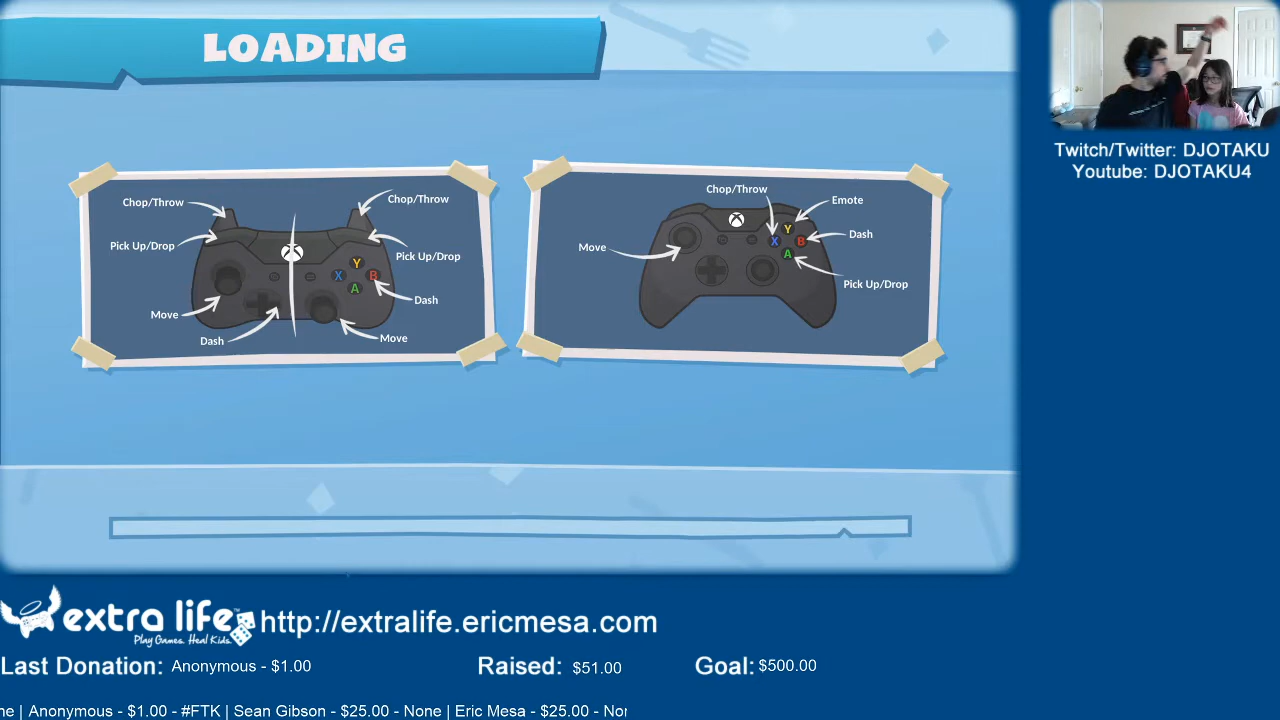 LOADING
Chop/Throw
Chop/Throw
Pick Up/Drop
Pick Up/Drop
Y
X
B
A
Move
Dash
Dash
Move
Chop/Throw
Emote
Move
Y
X
B
Dash
A
Pick Up/Drop
Twitch/Twitter: DJOTAKU
Youtube: DJOTAKU4
extra life
Play Games. Heal Kids.
http://extralife.ericmesa.com
Last Donation: Anonymous - $1.00
Raised: $51.00
Goal: $500.00
ne | Anonymous - $1.00 - #FTK | Sean Gibson - $25.00 - None | Eric Mesa - $25.00 - Nor